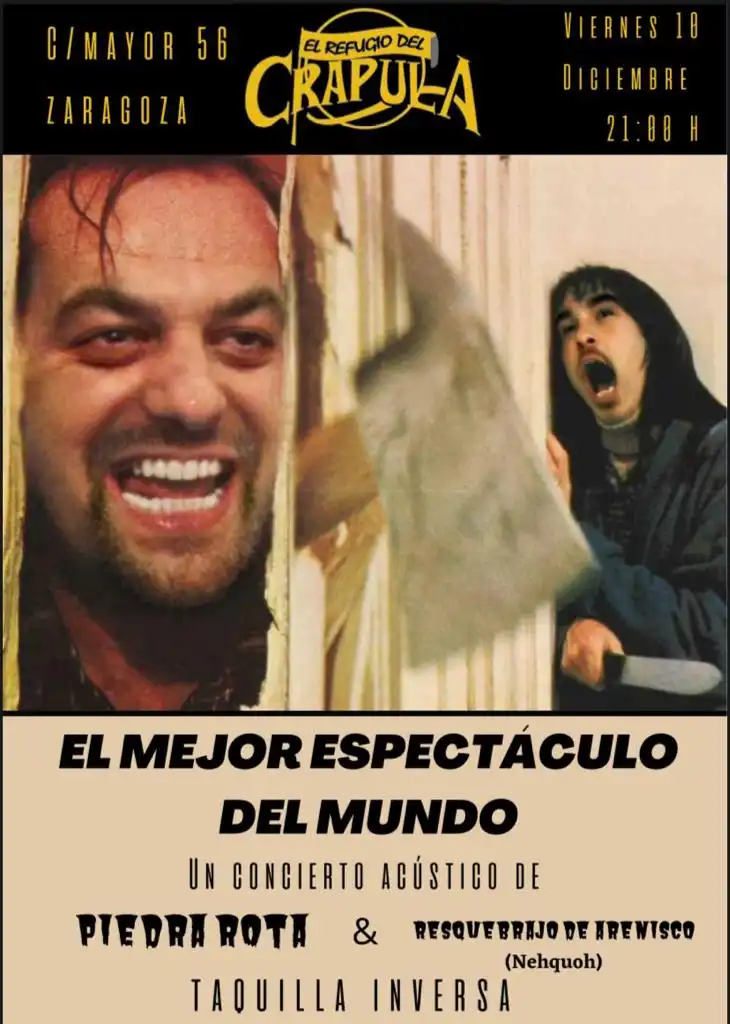 C/MAYOR 56
ZARAGOZA
EL REFUGIO DEL
CRAPULA
VIERNES 10
DICIEMBRE
21:00 H
EL MEJOR ESPECTÁCULO
DEL MUNDO
UN CONCIERTO ACÚSTICO DE
PIEDRA ROTA & RESQUEBRAJO DE ARENISCO
(Nehquoh)
TAQUILLA INVERSA